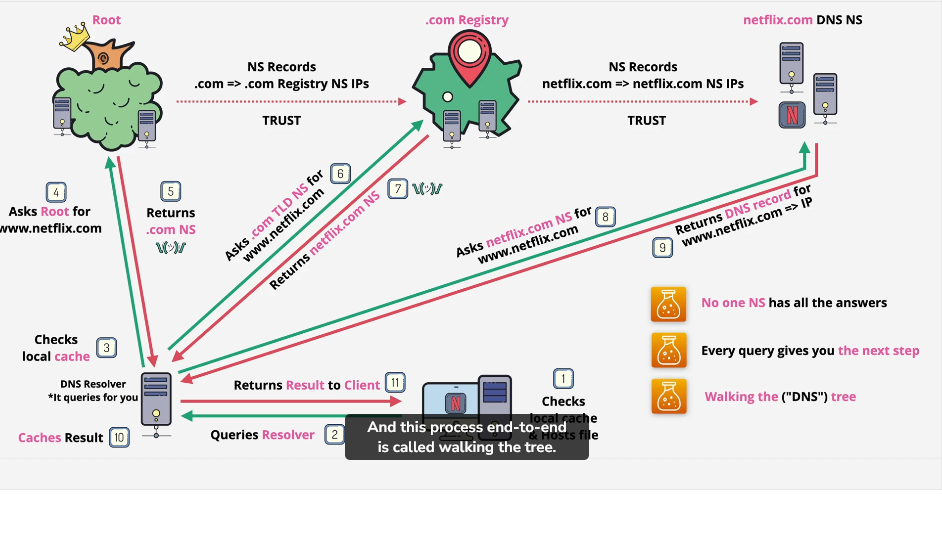 Root
.com Registry
netflix.com DNS NS
NS Records
.com => .com Registry NS IPs
TRUST
NS Records
netflix.com => netflix.com NS IPs
TRUST
N
4
Asks Root for
www.netflix.com
5
Returns
.com NS
\(ツ)/
6
Asks .com TLD NS for
www.netflix.com
7
\(ツ)/
Returns netflix.com NS
8
Asks netflix.com NS for
www.netflix.com
9
Returns DNS record for
www.netflix.com => IP
No one NS has all the answers
Every query gives you the next step
Walking the ("DNS") tree
Checks
local cache
3
DNS Resolver
*It queries for you
Caches Result
10
Returns Result to Client
11
Queries Resolver
2
N
1
Checks
local cache
& Hosts file
And this process end-to-end
is called walking the tree.